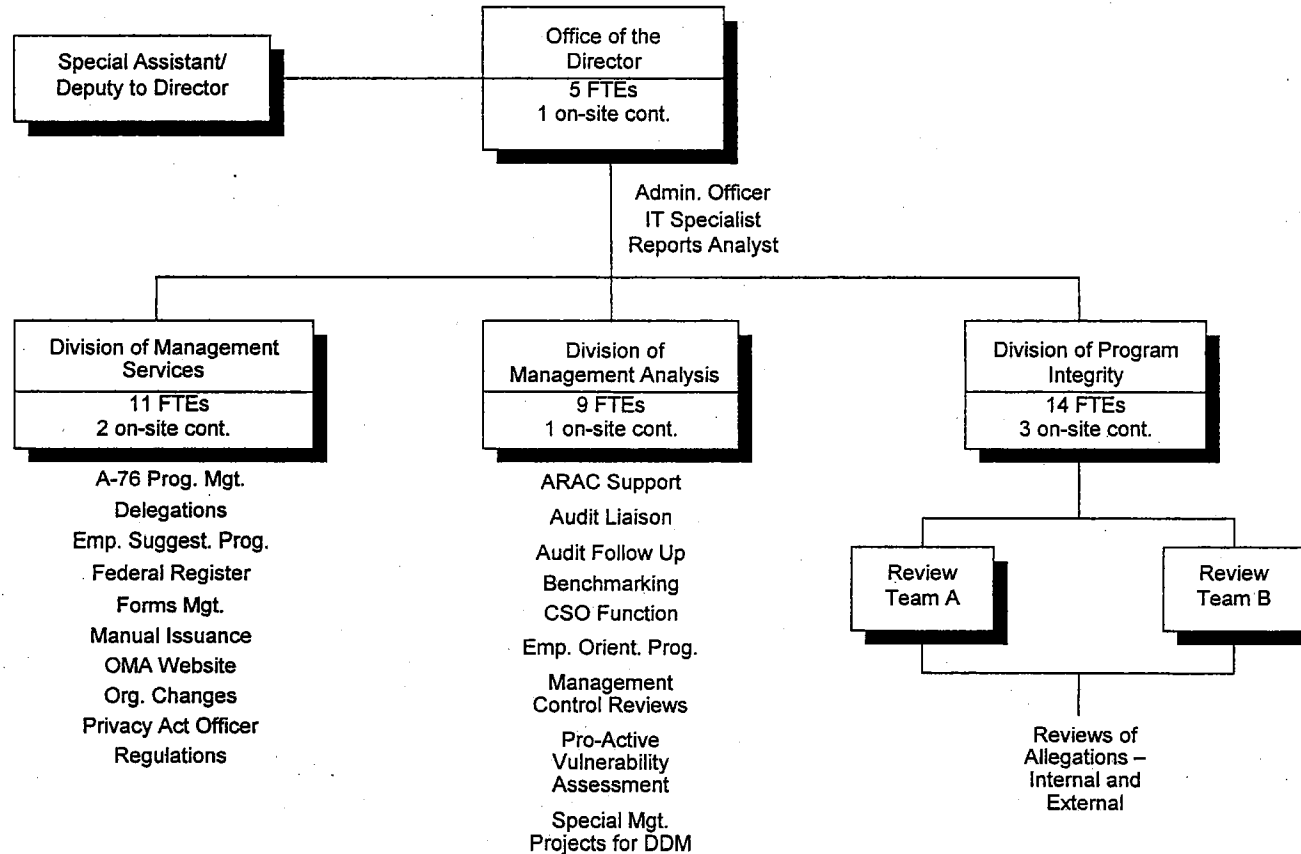 Special Assistant/
Deputy to Director
Office of the
Director
5 FTEs
1 on-site cont.
Admin. Officer
IT Specialist
Reports Analyst
Division of Management
Services
11 FTEs
2 on-site cont.
A-76 Prog. Mgt.
Delegations
Emp. Suggest. Prog.
Federal Register
Forms Mgt.
Manual Issuance
OMA Website
Org. Changes
Privacy Act Officer
Regulations
Division of
Management Analysis
9 FTEs
1 on-site cont.
ARAC Support
Audit Liaison
Audit Follow Up
Benchmarking
CSO Function
Emp. Orient. Prog.
Management
Control Reviews
Pro-Active
Vulnerability
Assessment
Special Mgt.
Projects for DDM
Division of Program
Integrity
14 FTEs
3 on-site cont.
Review
Team A
Review
Team B
Reviews of
Allegations –
Internal and
External